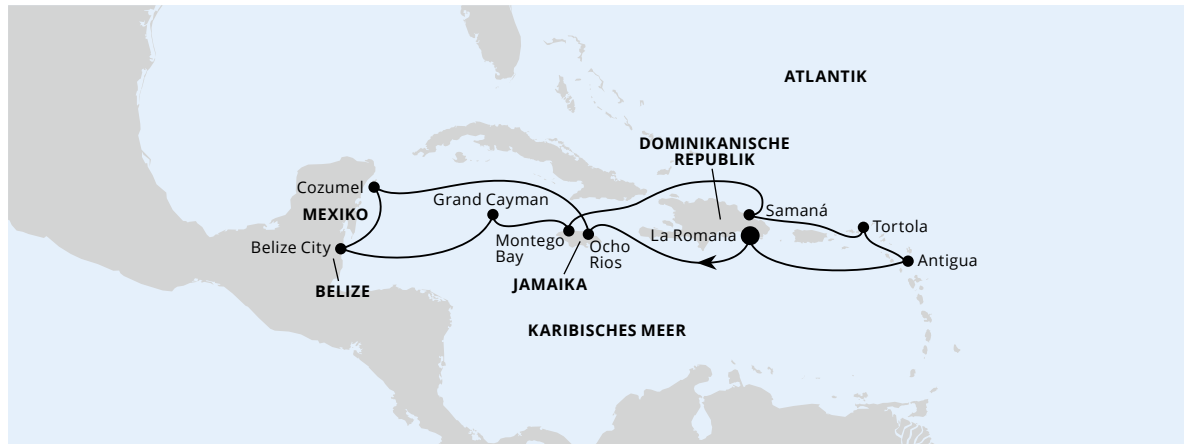 ATLANTIK
DOMINIKANISCHE
REPUBLIK
Cozumel
Grand Cayman
MEXIKO
Samaná
Tortola
La Romana
Montego
Bay
Ocho
Rios
Belize City
Antigua
JAMAIKA
BELIZE
KARIBISCHES MEER